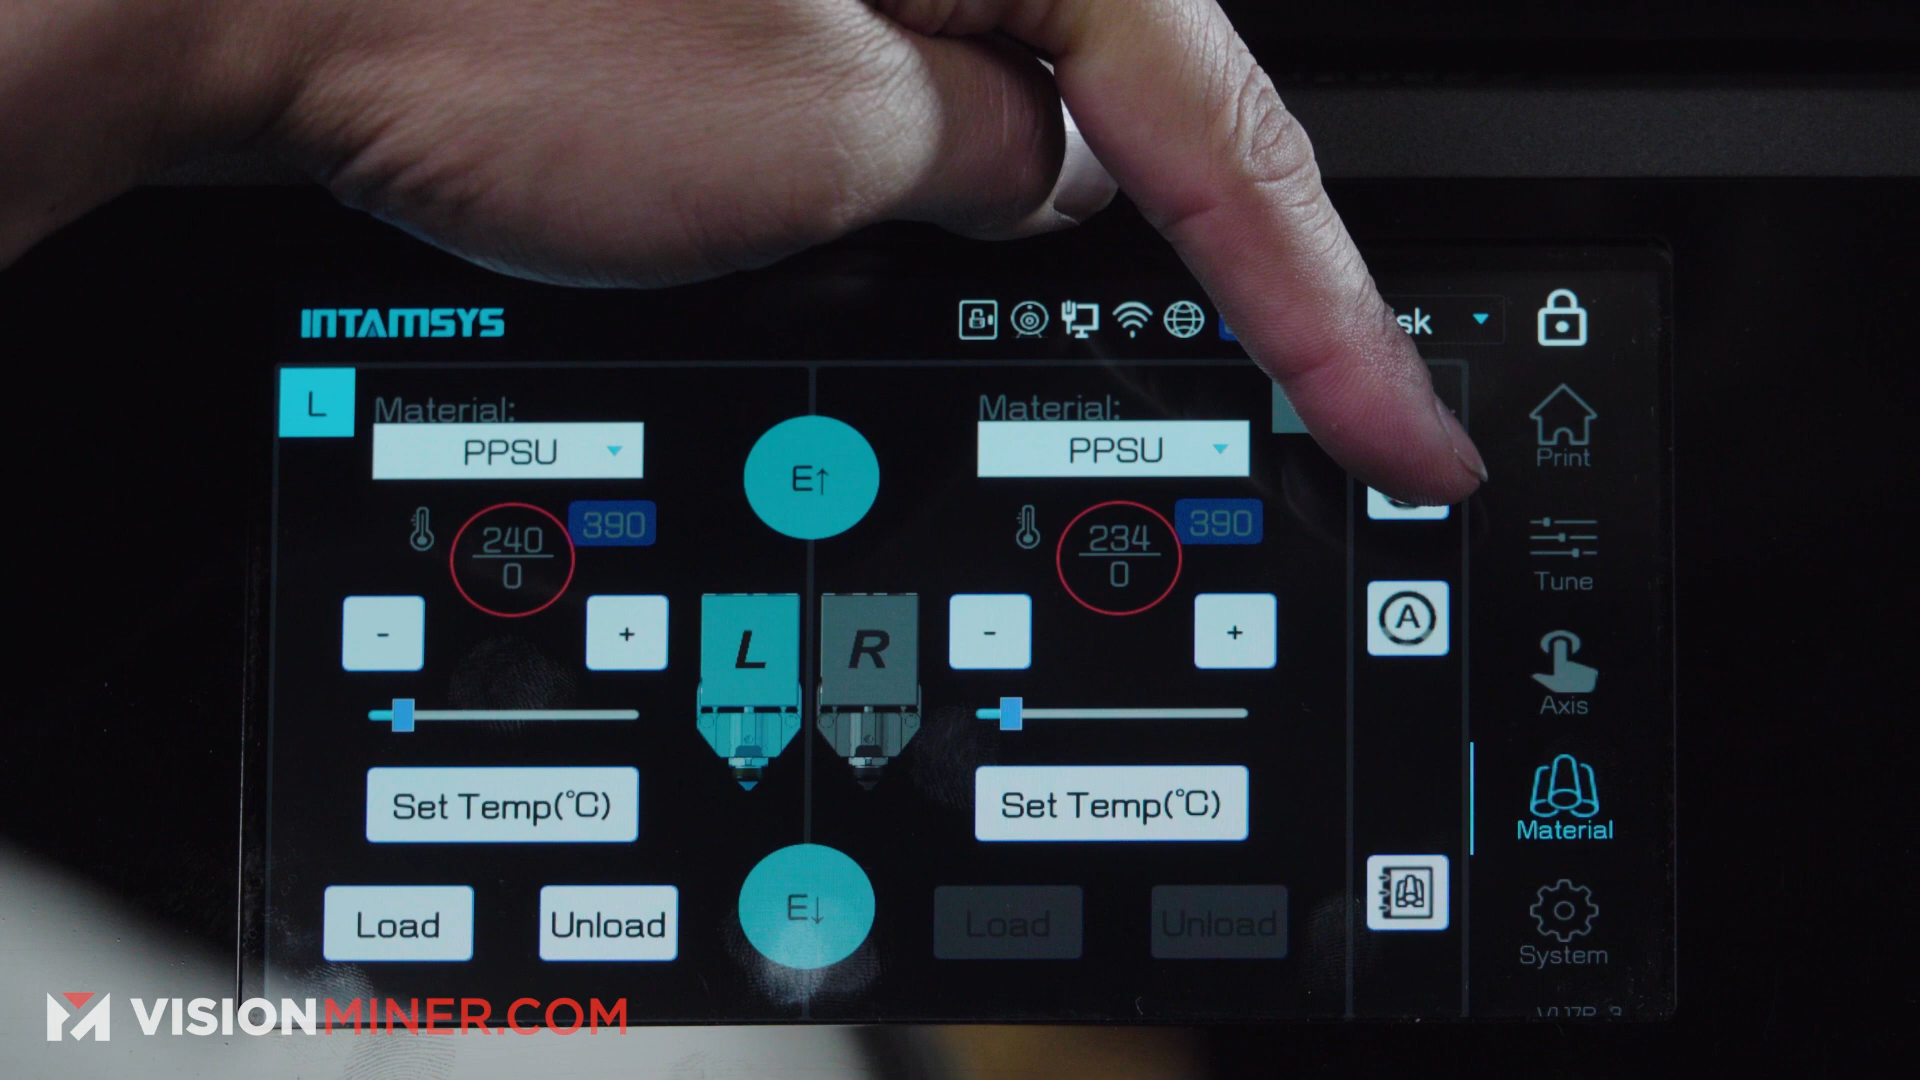 INTAMSYS
sk
L
Material:
PPSU
240
0
390
-
+
Set Temp(℃)
Load
Unload
E↑
L
R
E↓
Material:
PPSU
234
0
390
-
+
Set Temp(℃)
Load
Unload
A
Print
Tune
Axis
Material
System
VISIONMINER.COM